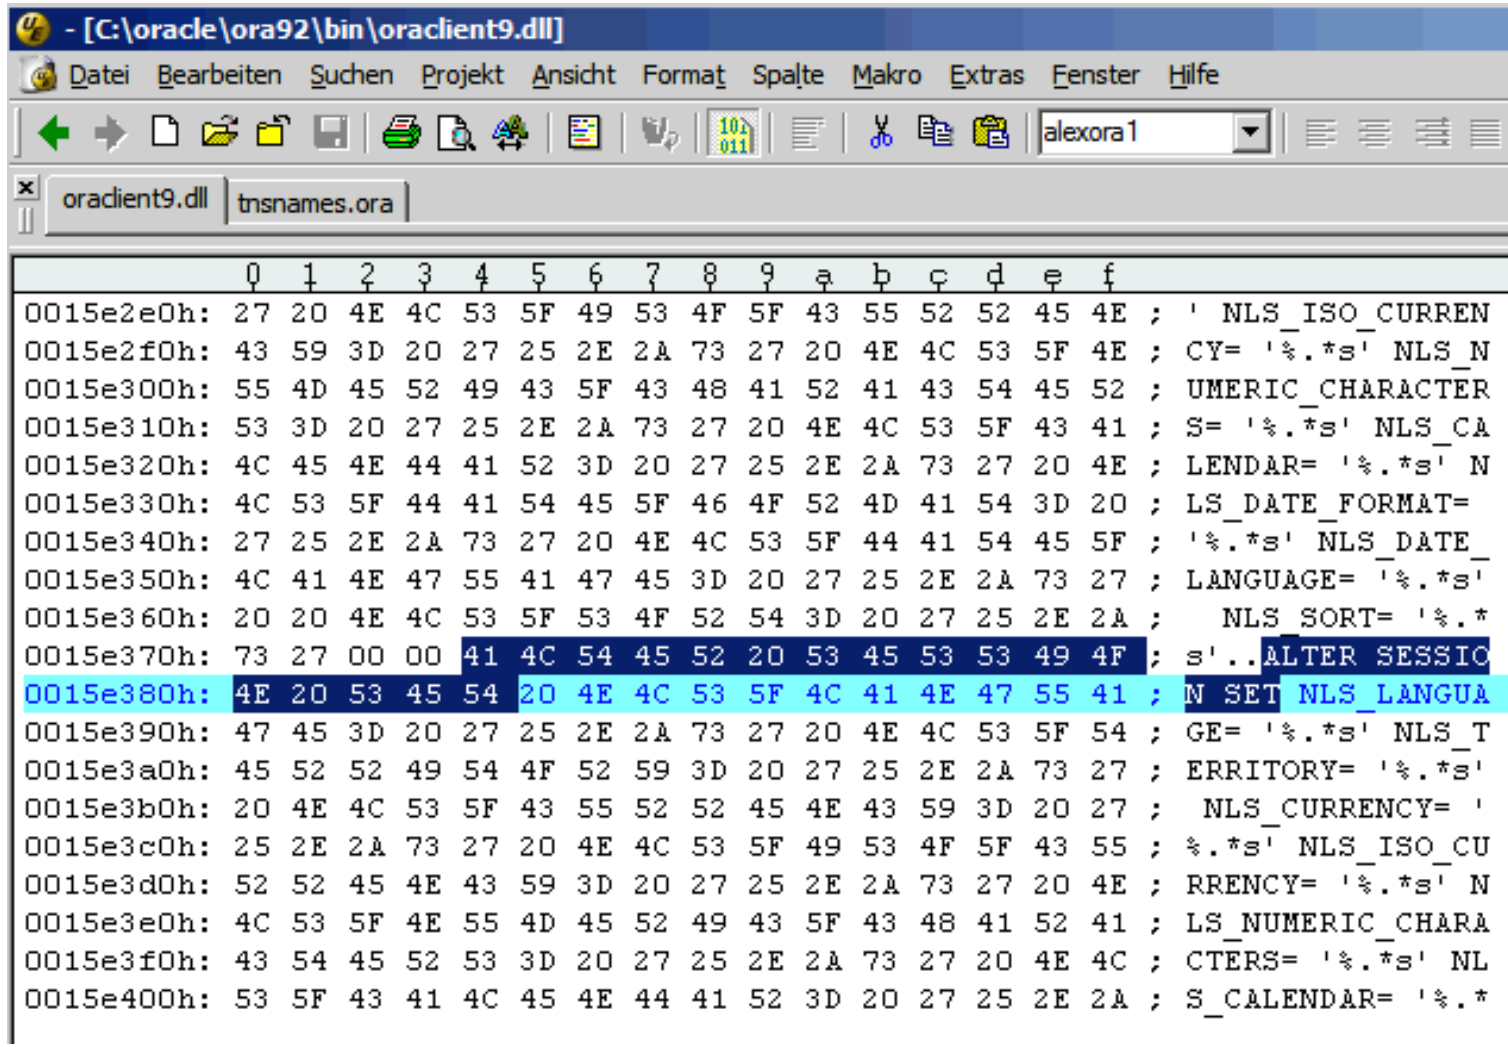 - [C:\oracle\ora92\bin\oraclient9.dll]
Datei Bearbeiten Suchen Projekt Ansicht Format Spalte Makro Extras Fenster Hilfe
alexora1
oraclient9.dll tnsnames.ora
0 1 2 3 4 5 6 7 8 9 a b c d e f
0015e2e0h: 27 20 4E 4C 53 5F 49 53 4F 5F 43 55 52 52 45 4E ; ' NLS_ISO_CURREN
0015e2f0h: 43 59 3D 20 27 25 2E 2A 73 27 20 4E 4C 53 5F 4E ; CY= '%.*s' NLS_N
0015e300h: 55 4D 45 52 49 43 5F 43 48 41 52 41 43 54 45 52 ; UMERIC_CHARACTER
0015e310h: 53 3D 20 27 25 2E 2A 73 27 20 4E 4C 53 5F 43 41 ; S= '%.*s' NLS_CA
0015e320h: 4C 45 4E 44 41 52 3D 20 27 25 2E 2A 73 27 20 4E ; LENDAR= '%.*s' N
0015e330h: 4C 53 5F 44 41 54 45 5F 46 4F 52 4D 41 54 3D 20 ; LS_DATE_FORMAT=
0015e340h: 27 25 2E 2A 73 27 20 4E 4C 53 5F 44 41 54 45 5F ; '%.*s' NLS_DATE_
0015e350h: 4C 41 4E 47 55 41 47 45 3D 20 27 25 2E 2A 73 27 ; LANGUAGE= '%.*s'
0015e360h: 20 20 4E 4C 53 5F 53 4F 52 54 3D 20 27 25 2E 2A ;   NLS_SORT= '%.*
0015e370h: 73 27 00 00 41 4C 54 45 52 20 53 45 53 53 49 4F ; s'..ALTER SESSIO
0015e380h: 4E 20 53 45 54 20 4E 4C 53 5F 4C 41 4E 47 55 41 ; N SET NLS_LANGUA
0015e390h: 47 45 3D 20 27 25 2E 2A 73 27 20 4E 4C 53 5F 54 ; GE= '%.*s' NLS_T
0015e3a0h: 45 52 52 49 54 4F 52 59 3D 20 27 25 2E 2A 73 27 ; ERRITORY= '%.*s'
0015e3b0h: 20 4E 4C 53 5F 43 55 52 52 45 4E 43 59 3D 20 27 ;  NLS_CURRENCY= '
0015e3c0h: 25 2E 2A 73 27 20 4E 4C 53 5F 49 53 4F 5F 43 55 ; %.*s' NLS_ISO_CU
0015e3d0h: 52 52 45 4E 43 59 3D 20 27 25 2E 2A 73 27 20 4E ; RRENCY= '%.*s' N
0015e3e0h: 4C 53 5F 4E 55 4D 45 52 49 43 5F 43 48 41 52 41 ; LS_NUMERIC_CHARA
0015e3f0h: 43 54 45 52 53 3D 20 27 25 2E 2A 73 27 20 4E 4C ; CTERS= '%.*s' NL
0015e400h: 53 5F 43 41 4C 45 4E 44 41 52 3D 20 27 25 2E 2A ; S_CALENDAR= '%.*